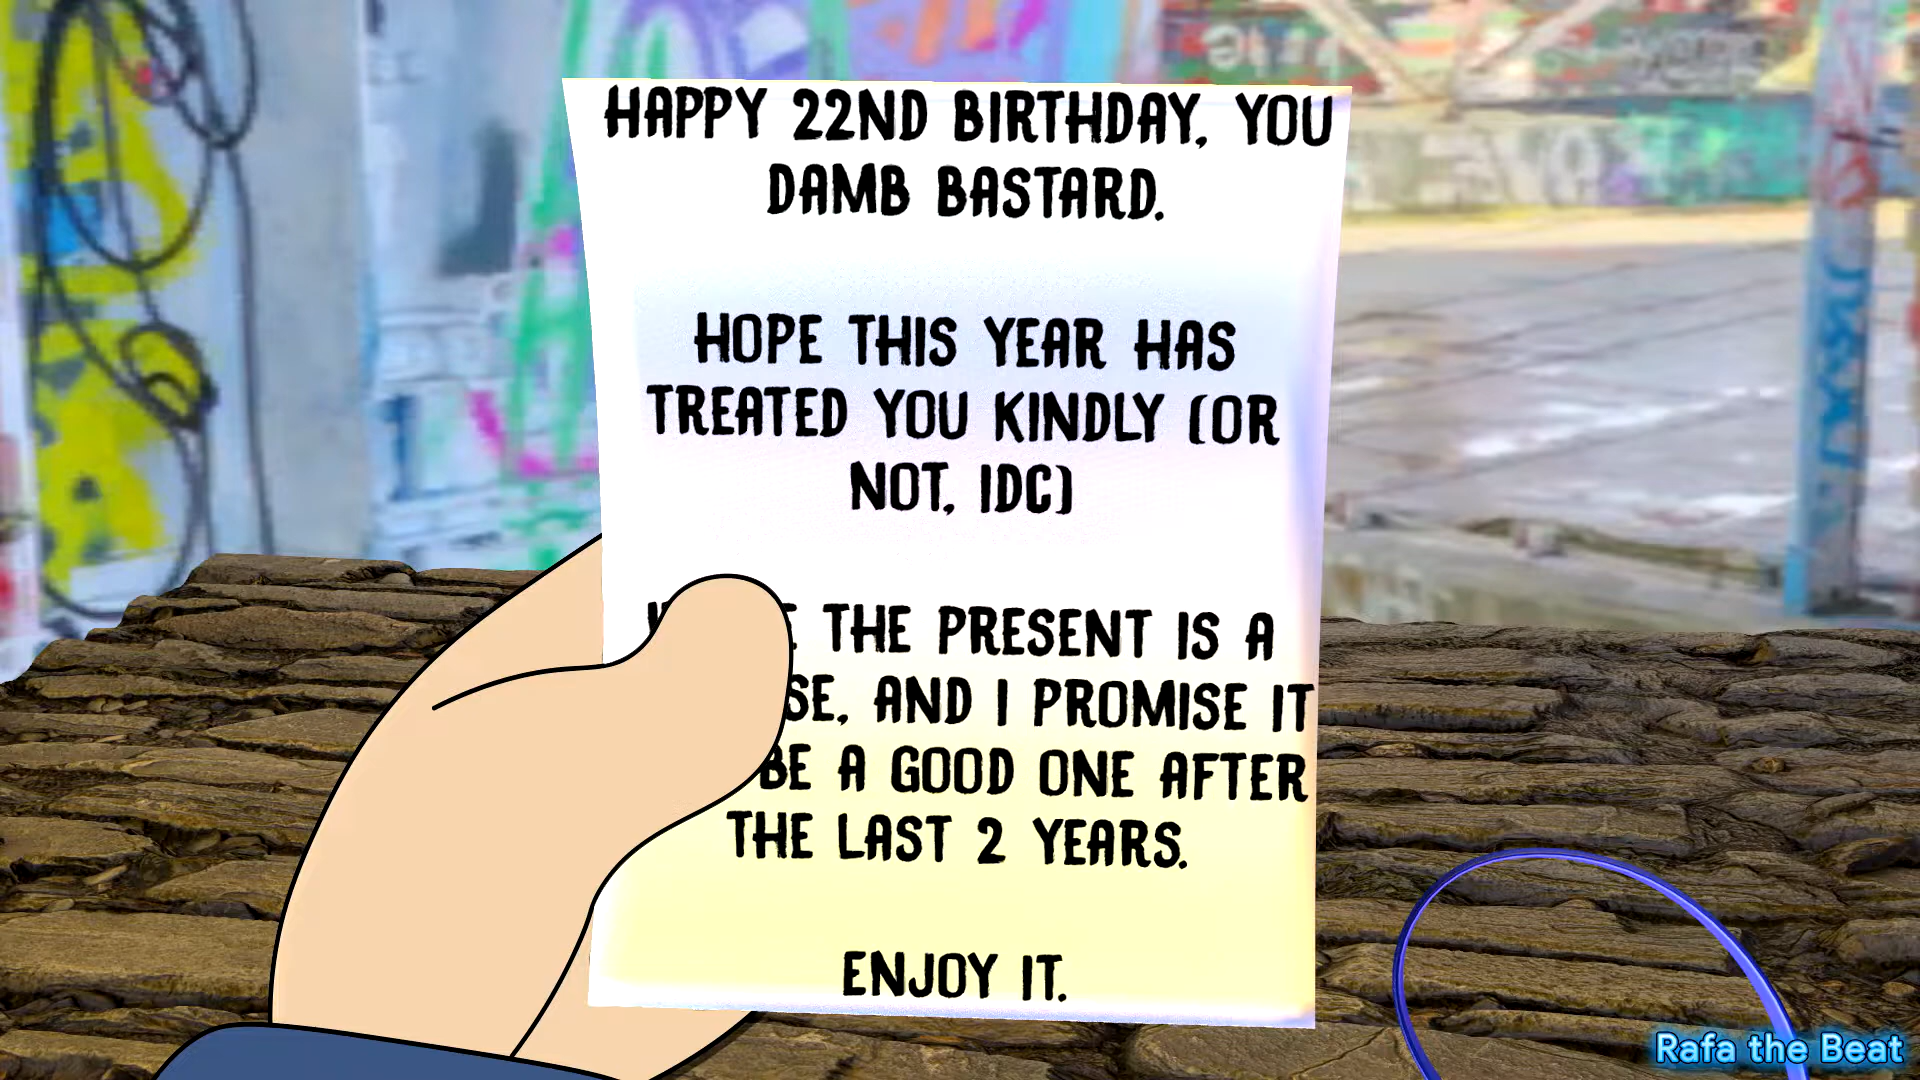 HAPPY 22ND BIRTHDAY, YOU
DAMB BASTARD.
HOPE THIS YEAR HAS
TREATED YOU KINDLY (OR
NOT, IDC)
THE PRESENT IS A
AND I PROMISE IT
BE A GOOD ONE AFTER
THE LAST 2 YEARS.
ENJOY IT.
Rafa the Beat